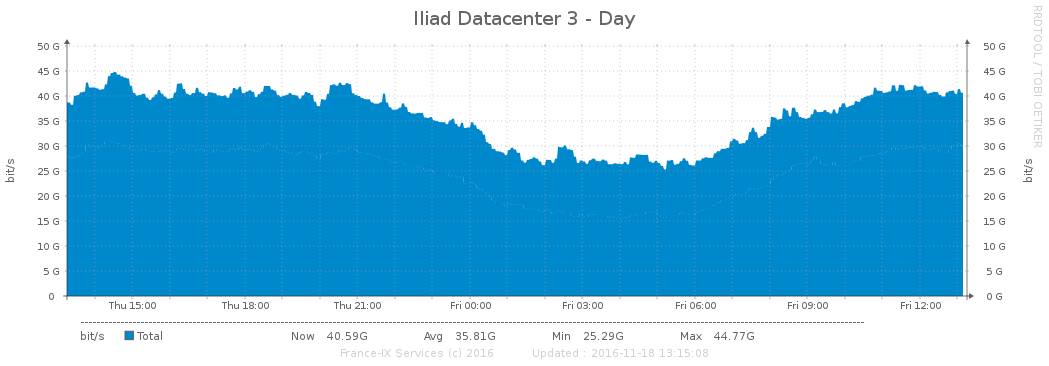 Iliad Datacenter 3 - Day
RRDTOOL / TOBI OETIKER
50 G 50 G
45 G 45 G
40 G 40 G
35 G 35 G
30 G 30 G
25 G 25 G
20 G 20 G
15 G 15 G
10 G 10 G
5 G 5 G
0 0 G
bit/s bit/s
Thu 15:00 Thu 18:00 Thu 21:00 Fri 00:00 Fri 03:00 Fri 06:00 Fri 09:00 Fri 12:00
bit/s Total Now 40.59G Avg 35.81G Min 25.29G Max 44.77G
France-IX Services (c) 2016 Updated : 2016-11-18 13:15:08